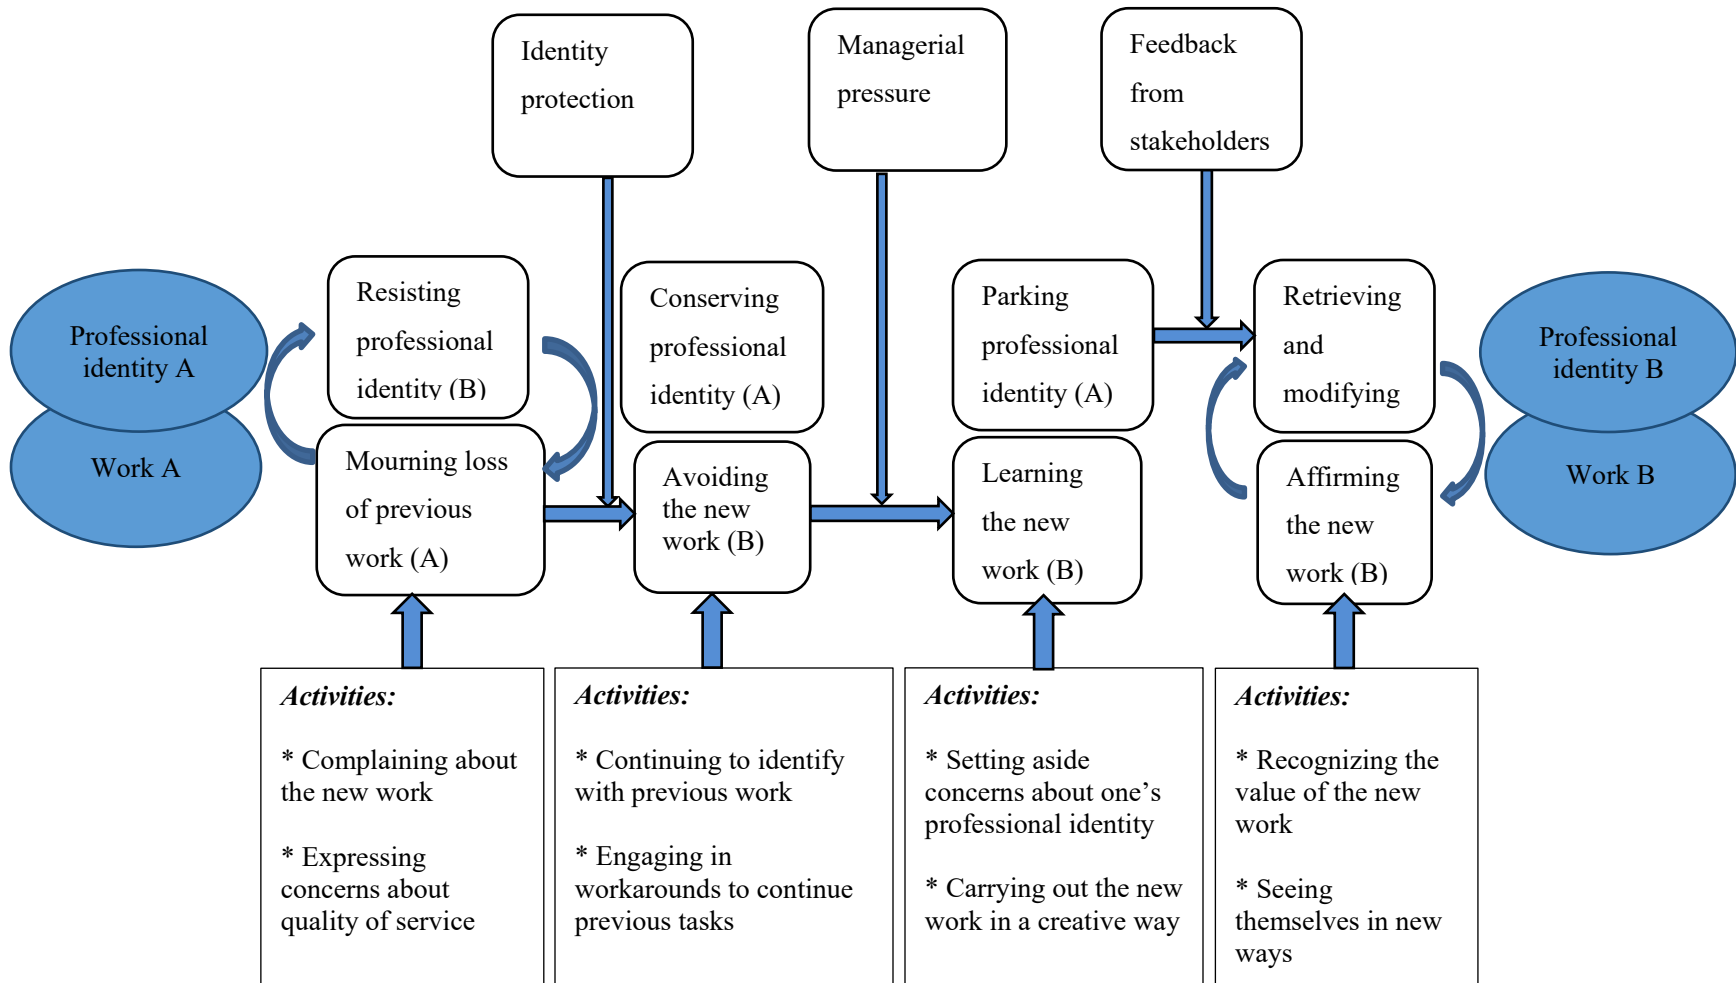 Identity
protection
Managerial
pressure
Feedback
from
stakeholders
Professional
identity A
Work A
Resisting
professional
identity (B)
Mourning loss
of previous
work (A)
Conserving
professional
identity (A)
Avoiding
the new
work (B)
Parking
professional
identity (A)
Learning
the new
work (B)
Retrieving
and
modifying
Affirming
the new
work (B)
Professional
identity B
Work B
Activities:
* Complaining about
the new work
* Expressing
concerns about
quality of service
Activities:
* Continuing to identify
with previous work
* Engaging in
workarounds to continue
previous tasks
Activities:
* Setting aside
concerns about one’s
professional identity
* Carrying out the new
work in a creative way
Activities:
* Recognizing the
value of the new
work
* Seeing
themselves in new
ways